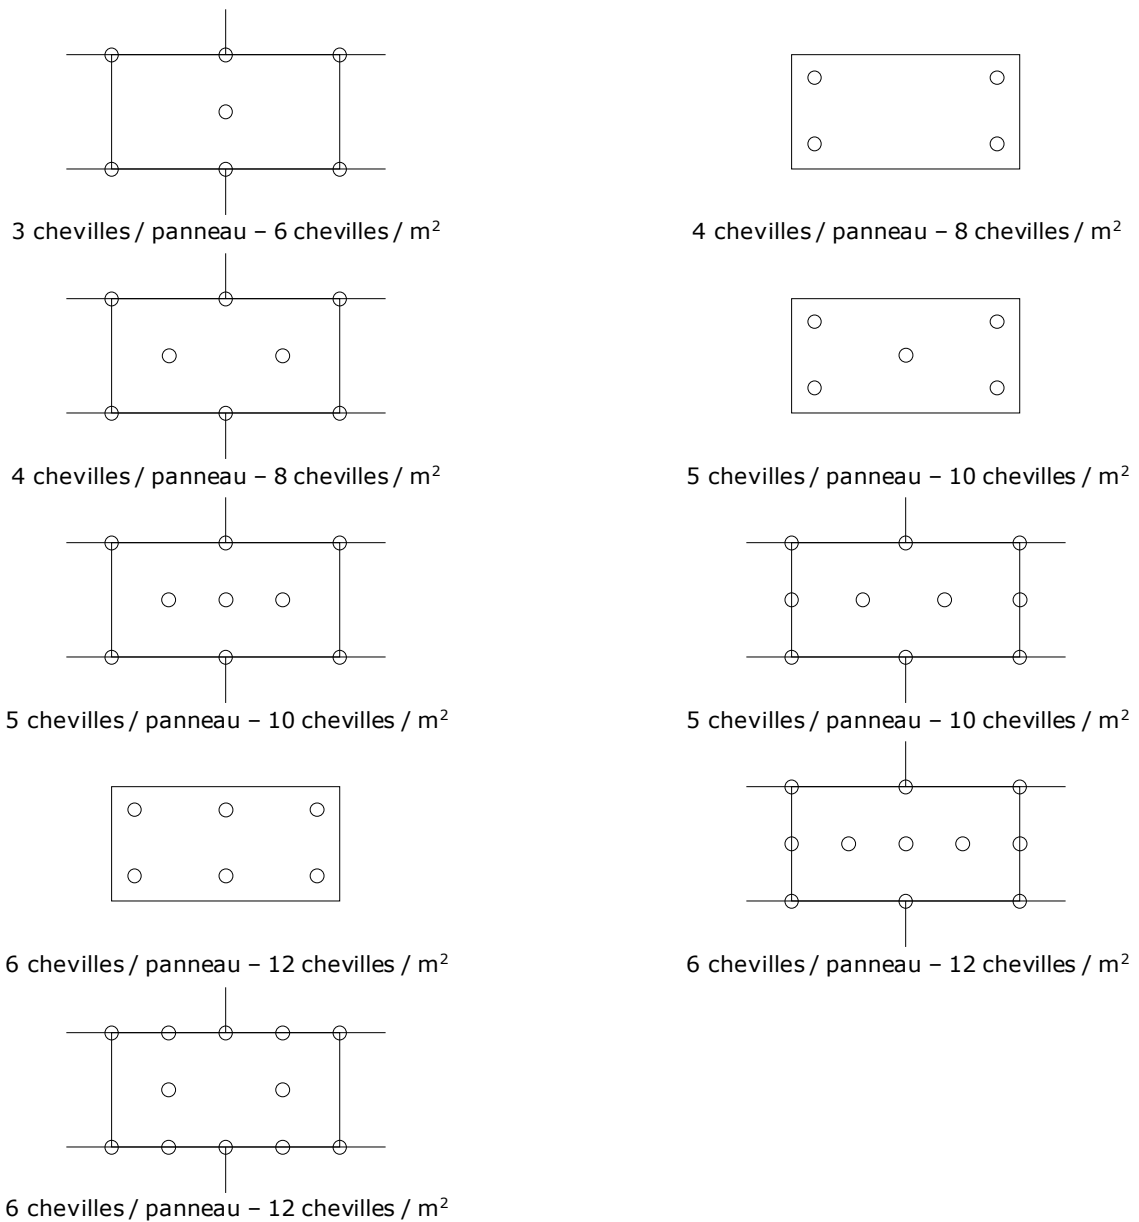 3 chevilles / panneau – 6 chevilles / m²
4 chevilles / panneau – 8 chevilles / m²
4 chevilles / panneau – 8 chevilles / m²
5 chevilles / panneau – 10 chevilles / m²
5 chevilles / panneau – 10 chevilles / m²
5 chevilles / panneau – 10 chevilles / m²
6 chevilles / panneau – 12 chevilles / m²
6 chevilles / panneau – 12 chevilles / m²
6 chevilles / panneau – 12 chevilles / m²